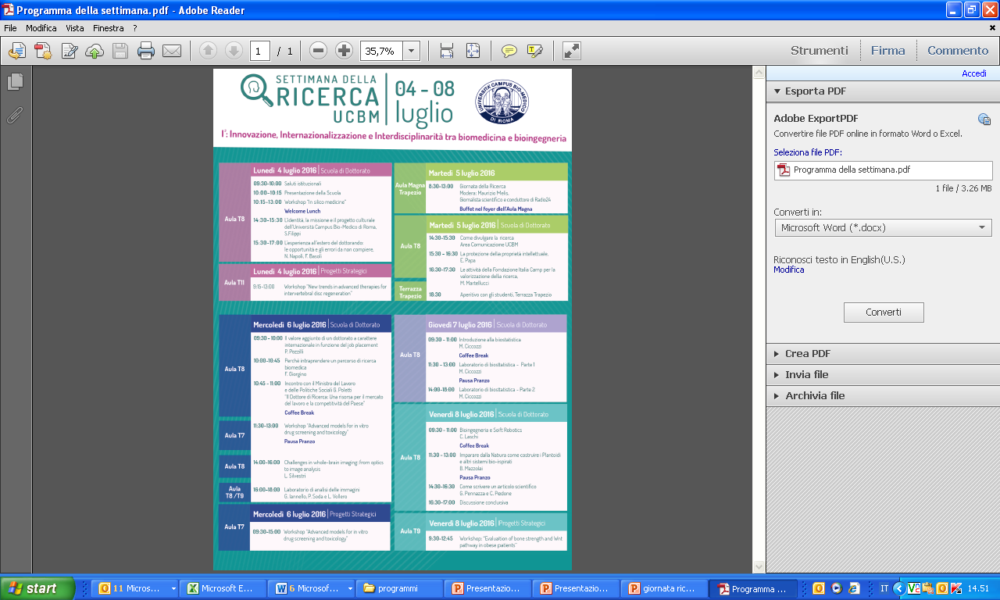 Programma della settimana.pdf - Adobe Reader
File Modifica Vista Finestra ?
1 / 1 35,7% Strumenti Firma Commento
Accedi
Esporta PDF
Adobe ExportPDF
Convertite file PDF online in formato Word o Excel.
Seleziona file PDF:
Programma della settimana.pdf
1 file / 2,56 MB
Converti in:
Microsoft Word (*.docx)
Riconosci testo in English(U.S.)
Modifica
Converti
Crea PDF
Invia file
Archivia file
SETTIMANA DELLA
RICERCA
UCBM
04 - 08
luglio
UNIVERSITÀ CAMPUS BIO-MEDICO
DI ROMA
I³: Innovazione, Internazionalizzazione e Interdisciplinarità tra biomedicina e bioingegneria
Aula T8
Lunedì 4 luglio 2016 | Scuola di Dottorato
09:30-10:00 Saluti istituzionali
10:00-10:15 Presentazione della Scuola
10:15-13:00 Workshop "In silico medicine"
Welcome Lunch
14:30-15:30 L'identità, la missione e il progetto culturale
dell'Università Campus Bio-Medico di Roma,
S.Filippi
15:30-17:00 L'esperienza all'estero del dottorando:
le opportunità e gli errori da non compiere,
N. Napoli, F. Basoli
Aula T11
Lunedì 4 luglio 2016 | Progetti Strategici
9:15-13:00 Workshop "New trends in advanced therapies for
intervertebral disc regeneration"
Aula Magna
Trapezio
Martedì 5 luglio 2016
8:30-13:00 Giornata della Ricerca
Modera: Maurizio Melis,
Giornalista scientifico e conduttore di Radio24
Buffet nel foyer dell'Aula Magna
Aula T8
Martedì 5 luglio 2016 | Scuola di Dottorato
14:30-15:30 Come divulgare la ricerca
Area Comunicazione UCBM
15:30 - 16:30 La protezione della proprietà intellettuale,
E. Papa
16:30-17:30 Le attività della Fondazione Italia Camp per la
valorizzazione della ricerca,
M. Martellucci
Terrazza
Trapezio
18:30 Aperitivo con gli studenti, Terrazza Trapezio
Aula T8
Mercoledì 6 luglio 2016 | Scuola di Dottorato
09:30 - 10:00 Il valore aggiunto di un dottorato a carattere
internazionale in funzione del job placement
P. Pozzilli
10:00-10:45 Perchè intraprendere un percorso di ricerca
biomedica
F. Giorgino
10:45 - 11:00 Incontro con il Ministro del Lavoro
e delle Politiche Sociali G. Poletti
"Il Dottore di Ricerca: Una risorsa per il mercato
del lavoro e la competitività del Paese"
Coffee Break
Aula T7
11:30-13:00 Workshop "Advanced models for in vitro
drug screening and toxicology"
Pausa Pranzo
Aula T8
14:00-16:00 Challenges in whole-brain imaging: from optics
to image analysis
L. Silvestri
Aula
T8 /T9
16:00-18:00 Laboratorio di analisi delle immagini
G. Iannello, P. Soda e L. Vollero
Aula T7
Mercoledì 6 luglio 2016 | Progetti Strategici
09:30-15:00 Workshop "Advanced models for in vitro
drug screening and toxicology"
Aula T8
Giovedì 7 luglio 2016 | Scuola di Dottorato
09:30 - 11:00 Introduzione alla biostatistica
M. Ciccozzi
Coffee Break
11:30 - 13:00 Laboratorio di biostatistica - Parte 1
M. Ciccozzi
Pausa Pranzo
14:00-18:00 Laboratorio di biostatistica - Parte 2
M. Ciccozzi
Aula T8
Venerdì 8 luglio 2016 | Scuola di Dottorato
09:30 - 11:00 Bioingegneria e Soft Robotics
C. Laschi
Coffee Break
11:30 - 13:00 Imparare dalla Natura come costruire i Plantoidi
e altri sistemi bio-ispirati
B. Mazzolai
Pausa Pranzo
14:30-16:30 Come scrivere un articolo scientifico
G. Pennazza e C. Piedone
16:30-17:00 Discussione conclusiva
Aula T9
Venerdì 8 luglio 2016 | Progetti Strategici
9:30-12:45 Workshop: "Evaluation of bone strength and Wnt
pathway in obese patients"
start 11 Micros... Microsoft E... 6 Microsof... programmi Presentazio... Presentazio... giornata ric... Programma ... IT 14.51